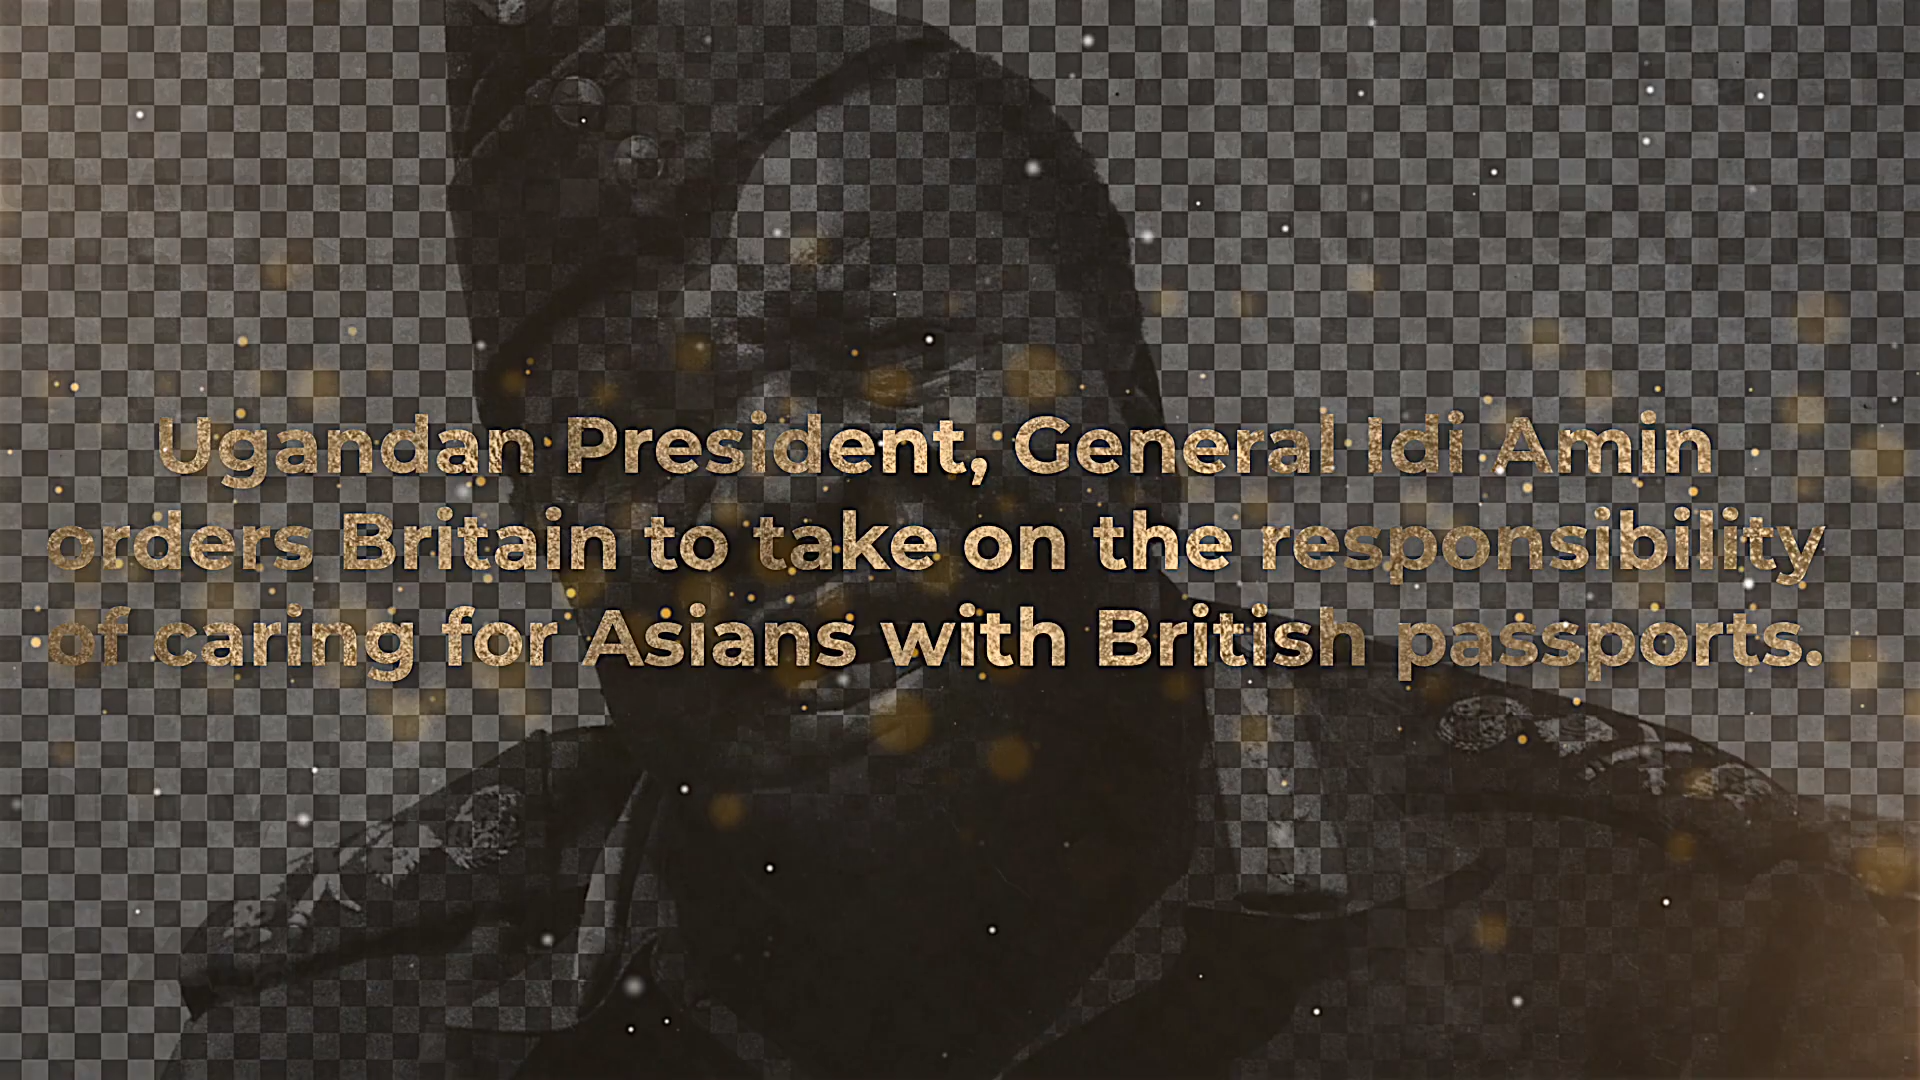 Ugandan President, General Idi Amin
orders Britain to take on the responsibility
of caring for Asians with British passports.